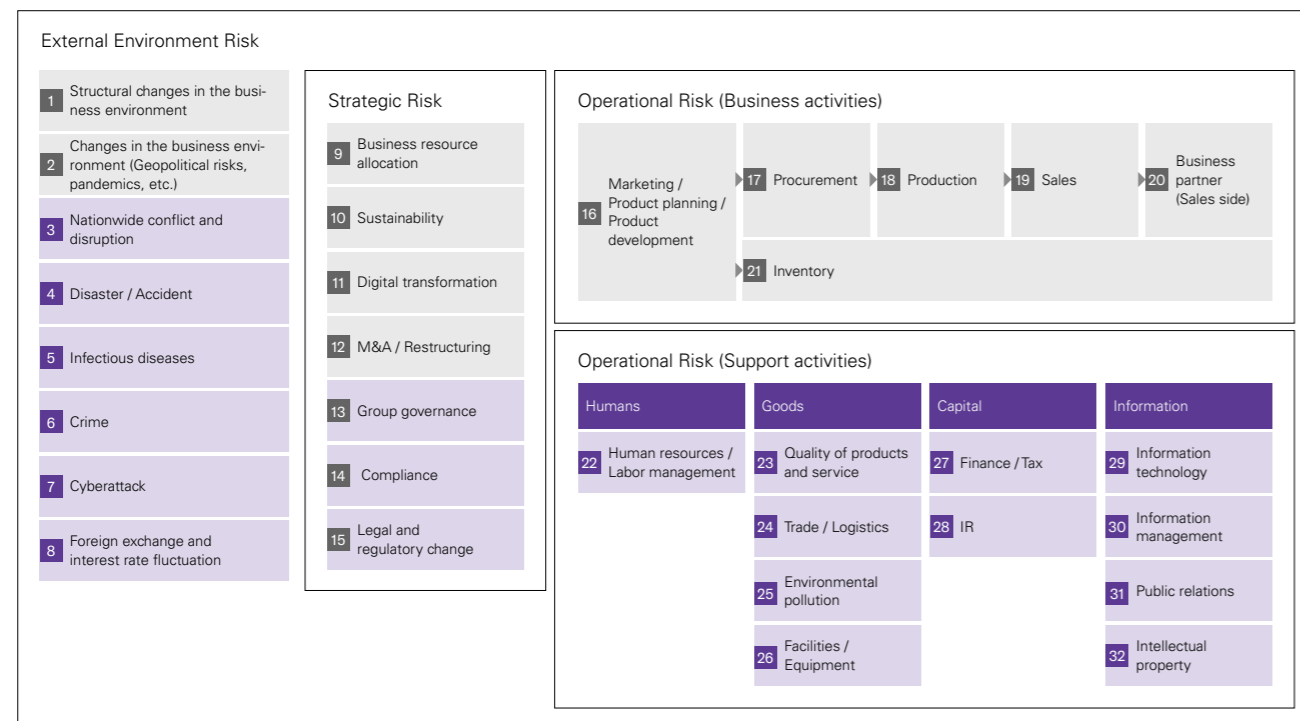 External Environment Risk
1
Structural changes in the busi-
ness environment
2
Changes in the business envi-
ronment (Geopolitical risks,
pandemics, etc.)
3
Nationwide conflict and
disruption
4
Disaster / Accident
5
Infectious diseases
6
Crime
7
Cyberattack
8
Foreign exchange and
interest rate fluctuation
Strategic Risk
9
Business resource
allocation
10
Sustainability
11
Digital transformation
12
M&A / Restructuring
13
Group governance
14
Compliance
15
Legal and
regulatory change
Operational Risk (Business activities)
16
Marketing /
Product planning /
Product
development
17
Procurement
18
Production
19
Sales
20
Business
partner
(Sales side)
21
Inventory
Operational Risk (Support activities)
Humans
22
Human resources /
Labor management
Goods
23
Quality of products
and service
24
Trade / Logistics
25
Environmental
pollution
26
Facilities /
Equipment
Capital
27
Finance / Tax
28
IR
Information
29
Information
technology
30
Information
management
31
Public relations
32
Intellectual
property